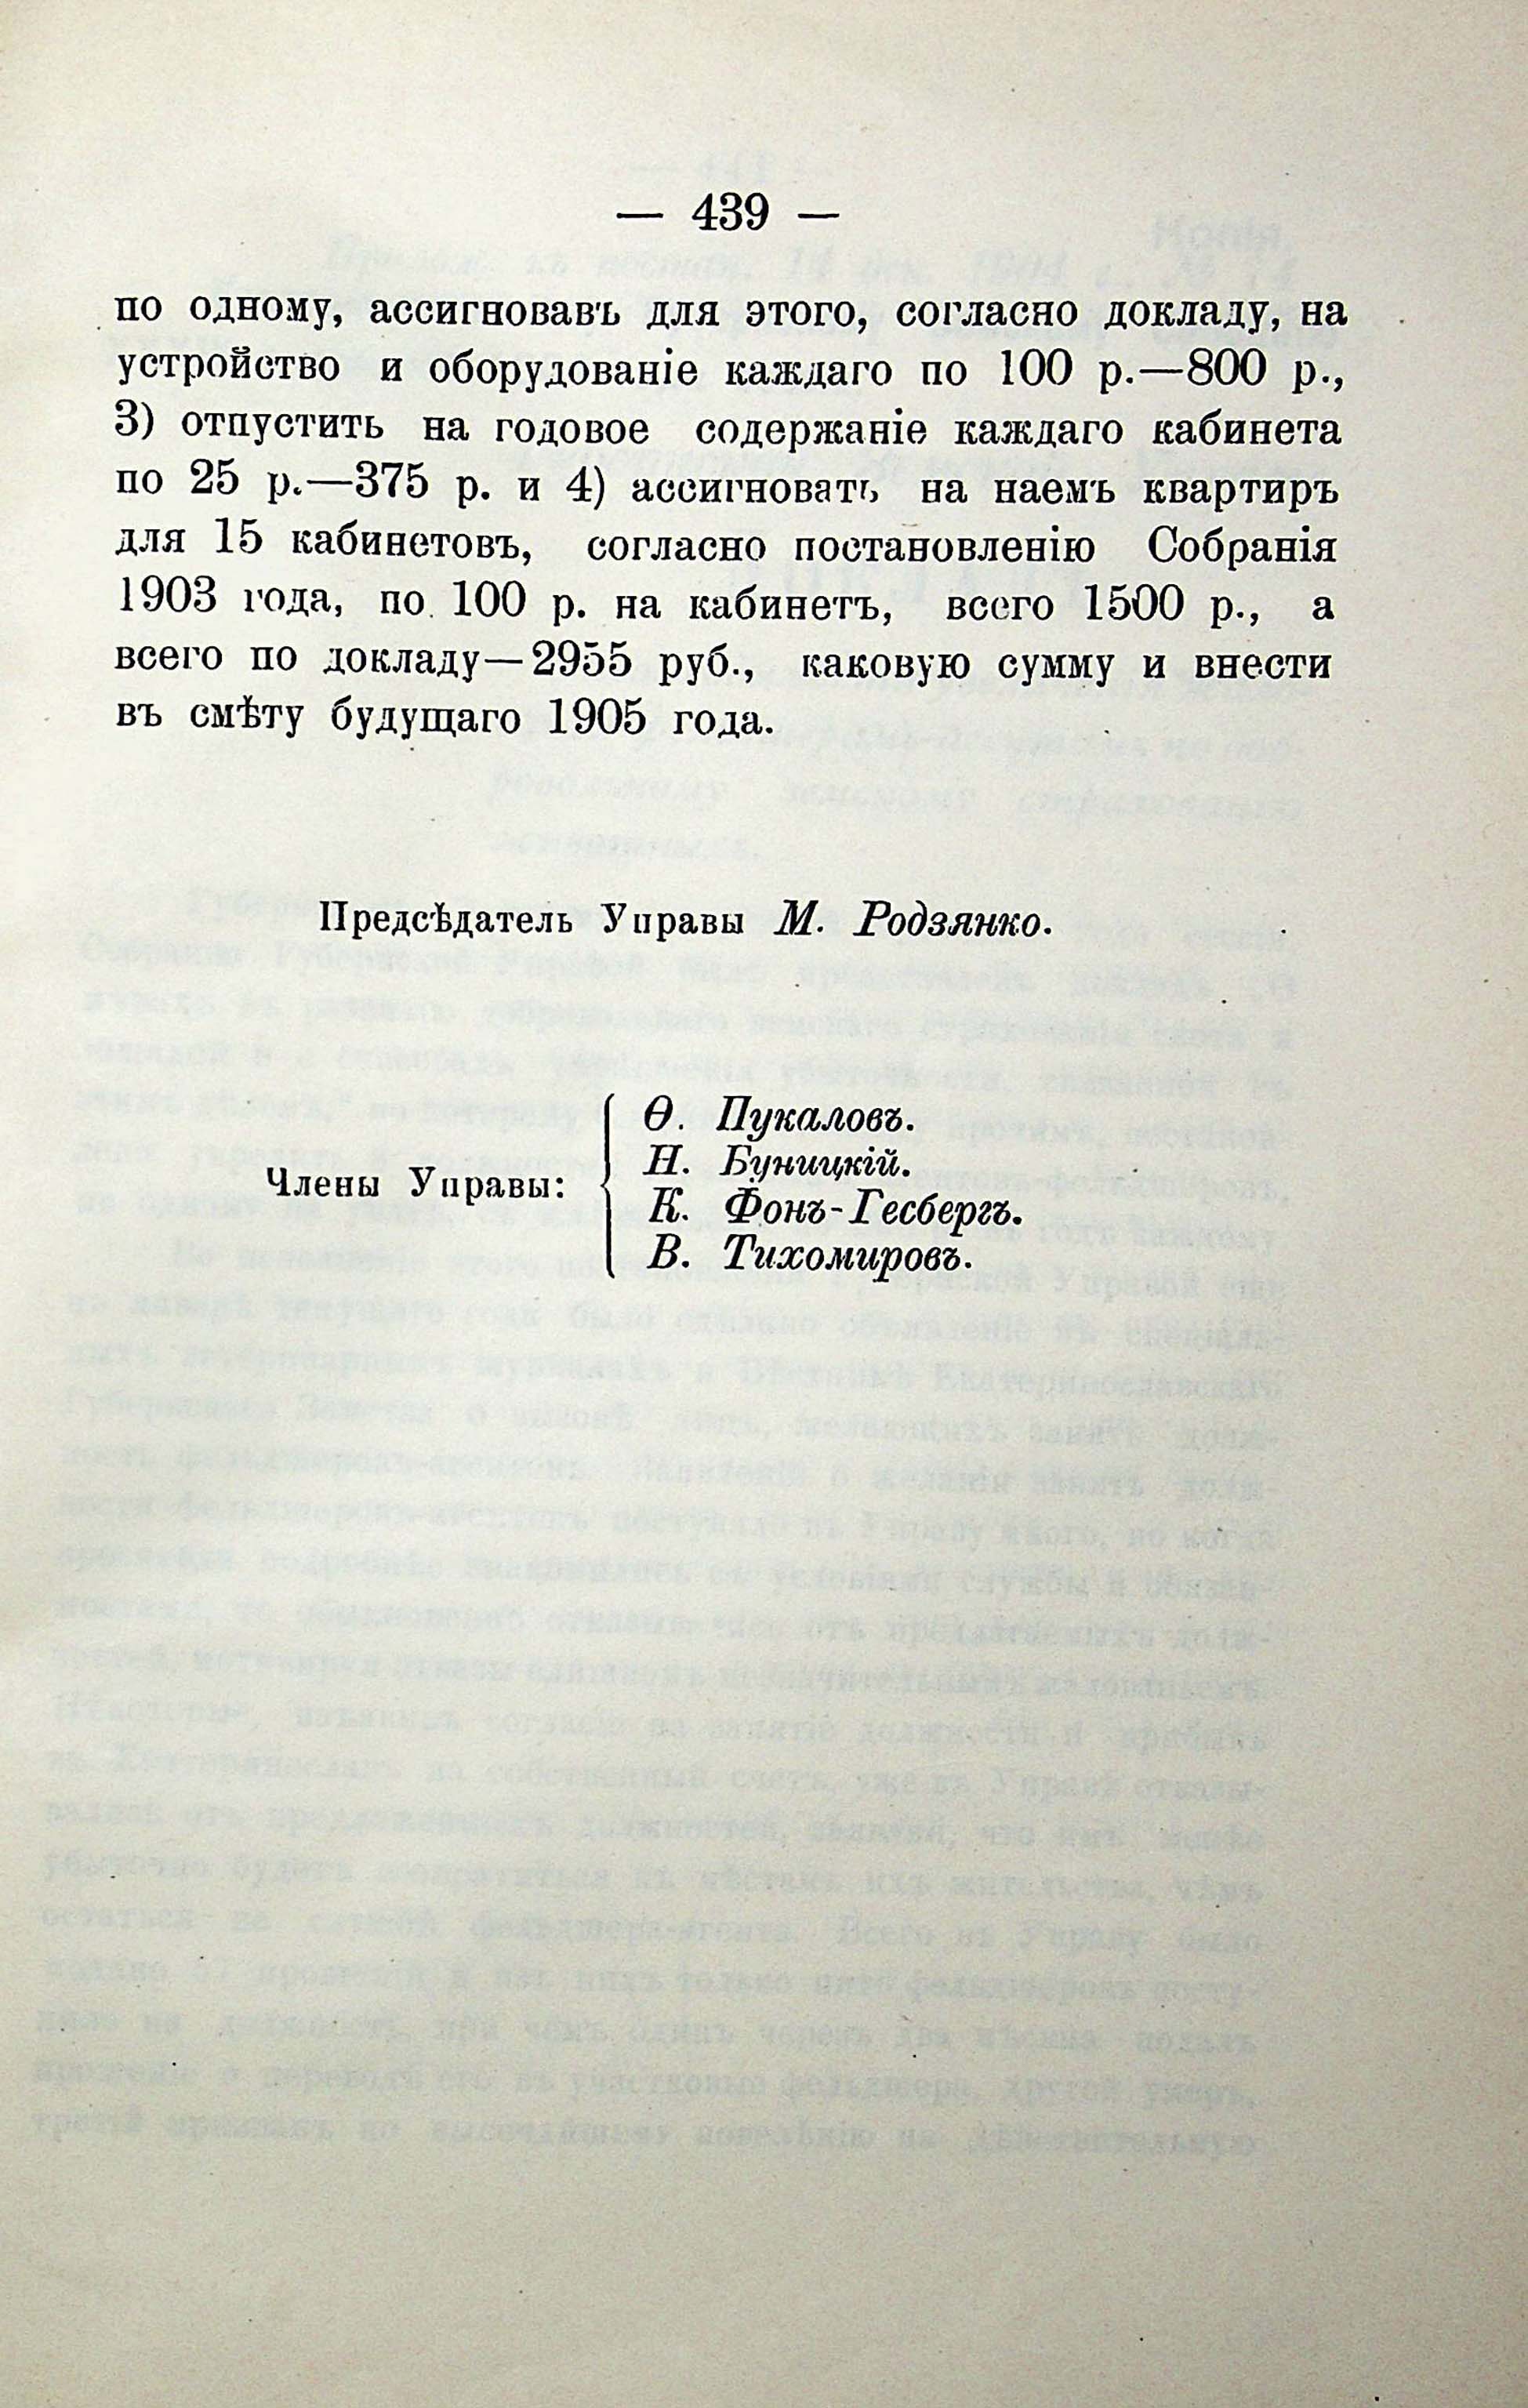 — 439 —
по одному, ассигновавъ для этого, согласно докладу, на
устройство и оборудованіе каждаго по 100 р.—800 р.,
3) отпустить на годовое содержаніе каждаго кабинета
по 25 р.—375 р. и 4) ассигновать на наемъ квартиръ
для 15 кабинетовъ, согласно постановленію Собранія
1903 года, по 100 р. на кабинетъ, всего 1500 р., а
всего по докладу—2955 руб., каковую сумму и внести
въ смѣту будущаго 1905 года.
Предсѣдатель Управы М. Родзянко.
Члены Управы:
Ѳ. Пукаловъ.
Н. Буницкій.
К. Фонъ-Гесбергъ.
В. Тихомировъ.